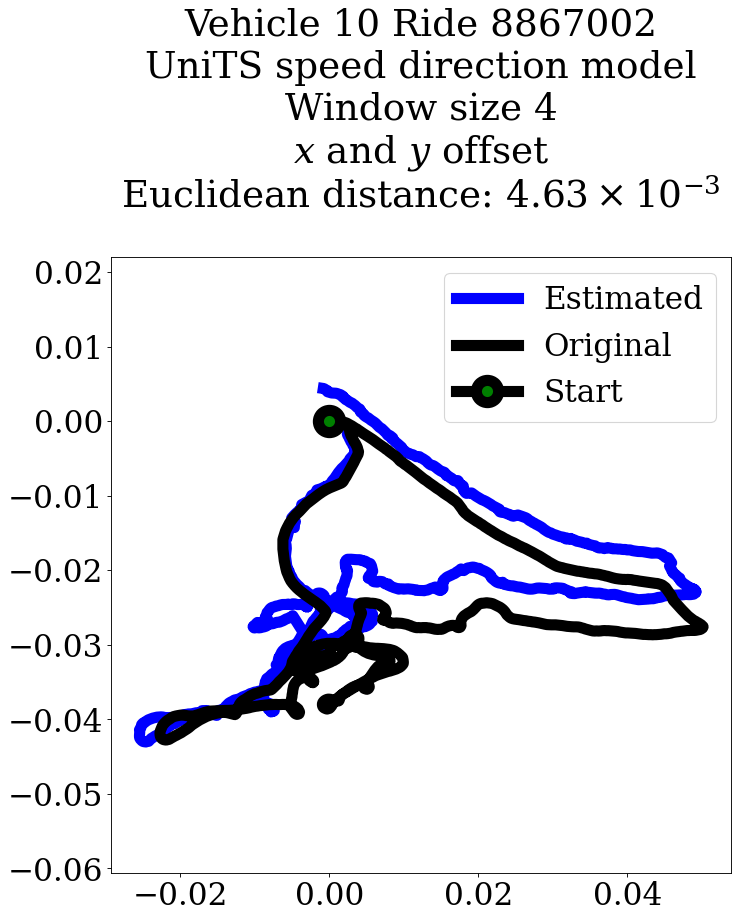 Vehicle 10 Ride 8867002
UniTS speed direction model
Window size 4
x and y offset
Euclidean distance: 4.63 × 10⁻³
Estimated
Original
Start
0.02
0.01
0.00
−0.01
−0.02
−0.03
−0.04
−0.05
−0.06
−0.02 0.00 0.02 0.04